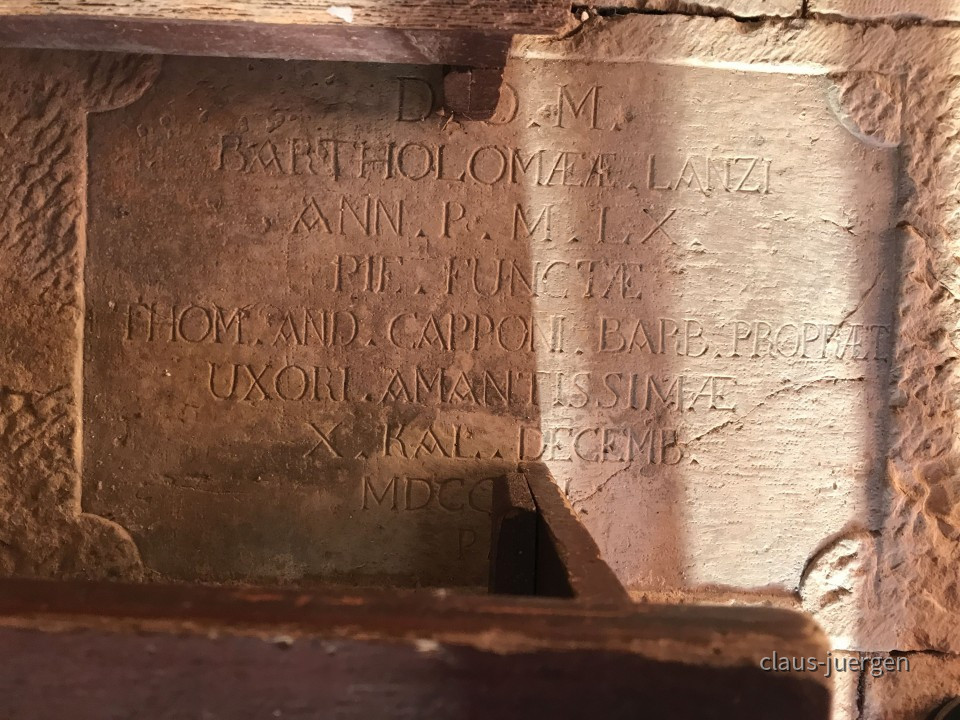 D.O.M.
BARTHOLOMÆÆ . LANZI
ANN . P . M . LX .
PIE . FUNCTÆ
THOM . AND . CAPPONI . BARB . PROPRÆT
UXORI . AMANTISSIMÆ
X . KAL . DECEMB .
P
claus-juergen